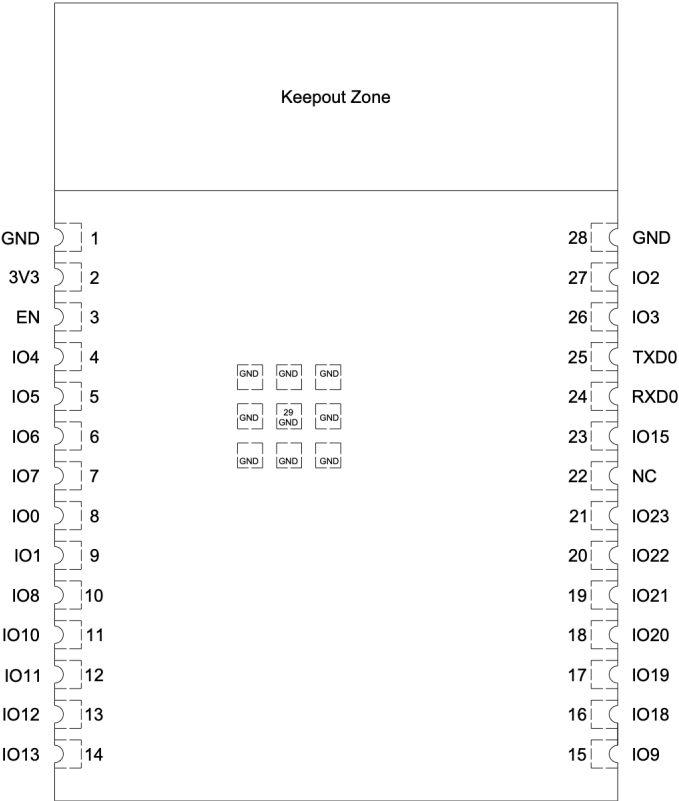 Keepout Zone
GND 1 28 GND
3V3 2 27 IO2
EN 3 26 IO3
IO4 4 25 TXD0
GND GND GND
IO5 5 24 RXD0
GND 29 GND GND
IO6 6 23 IO15
GND GND GND
IO7 7 22 NC
IO0 8 21 IO23
IO1 9 20 IO22
IO8 10 19 IO21
IO10 11 18 IO20
IO11 12 17 IO19
IO12 13 16 IO18
IO13 14 15 IO9